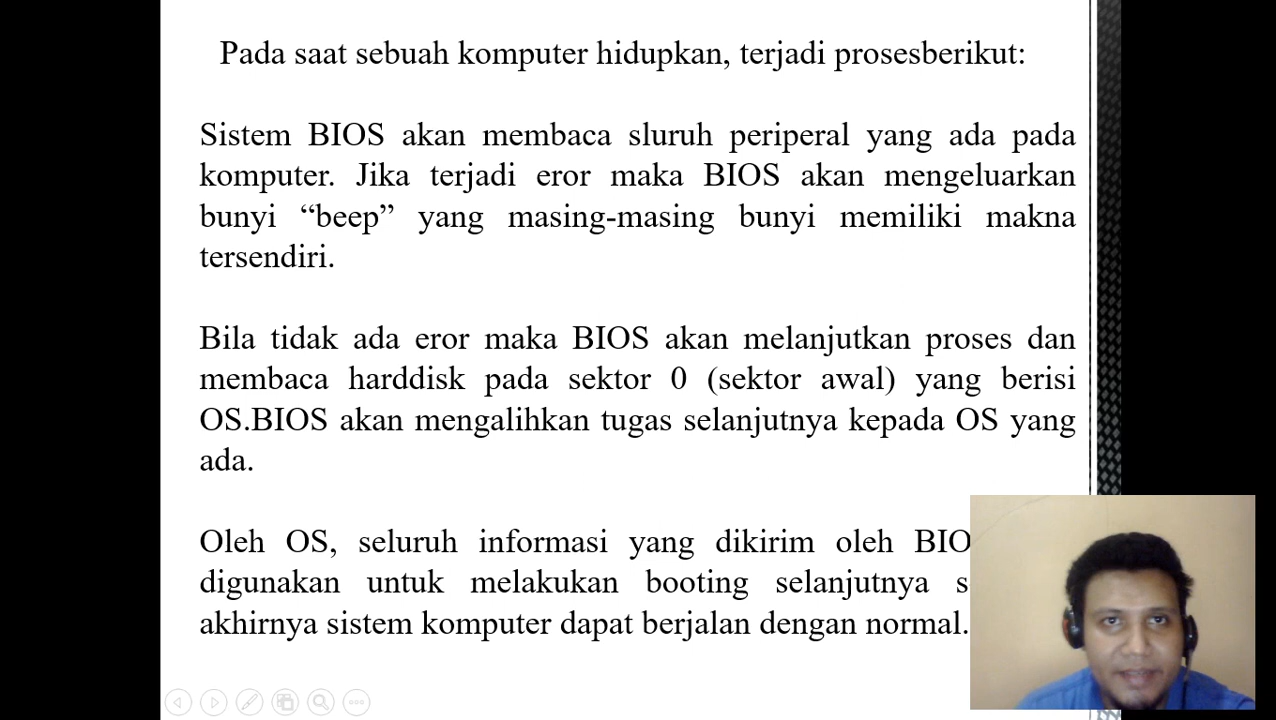 Pada saat sebuah komputer hidupkan, terjadi prosesberikut:
Sistem BIOS akan membaca sluruh periperal yang ada pada
komputer. Jika terjadi eror maka BIOS akan mengeluarkan
bunyi “beep” yang masing-masing bunyi memiliki makna
tersendiri.
Bila tidak ada eror maka BIOS akan melanjutkan proses dan
membaca harddisk pada sektor 0 (sektor awal) yang berisi
OS.BIOS akan mengalihkan tugas selanjutnya kepada OS yang
ada.
Oleh OS, seluruh informasi yang dikirim oleh
digunakan untuk melakukan booting selanjutnya
akhirnya sistem komputer dapat berjalan dengan normal.